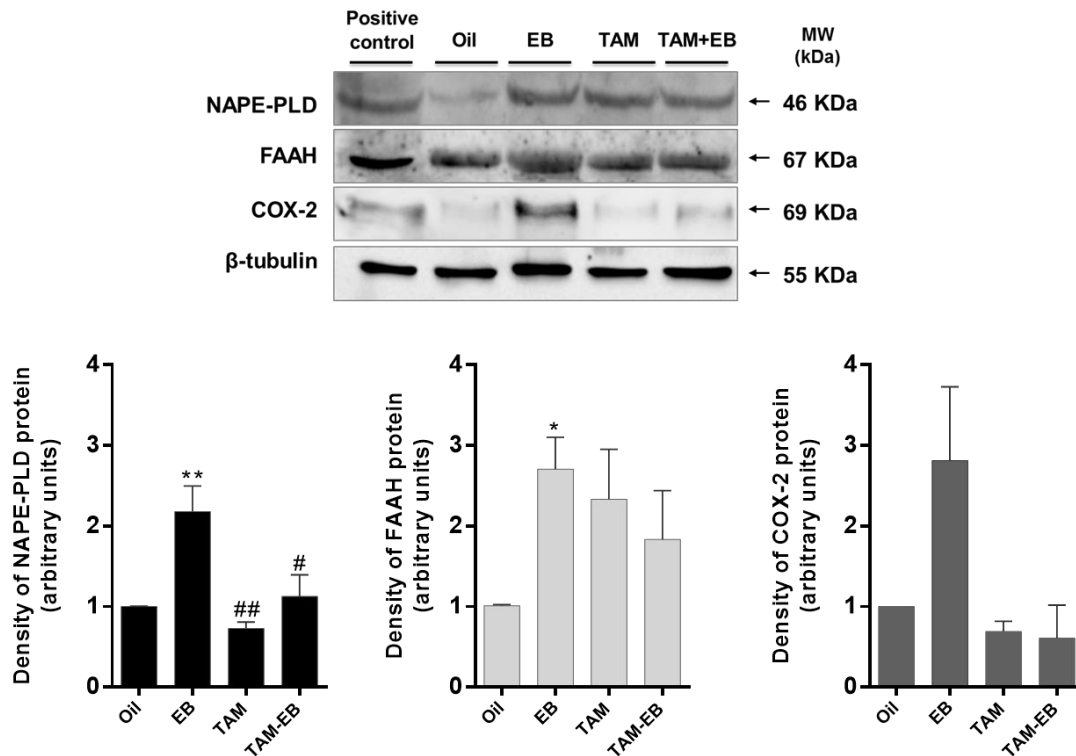 Positive
control
Oil
EB
TAM
TAM+EB
MW
(kDa)
NAPE-PLD
46 KDa
FAAH
67 KDa
COX-2
69 KDa
β-tubulin
55 KDa
Density of NAPE-PLD protein
(arbitrary units)
4
3
2
1
0
**
##
#
Oil
EB
TAM
TAM-EB
Density of FAAH protein
(arbitrary units)
4
3
2
1
0
*
Oil
EB
TAM
TAM-EB
Density of COX-2 protein
(arbitrary units)
4
3
2
1
0
Oil
EB
TAM
TAM-EB